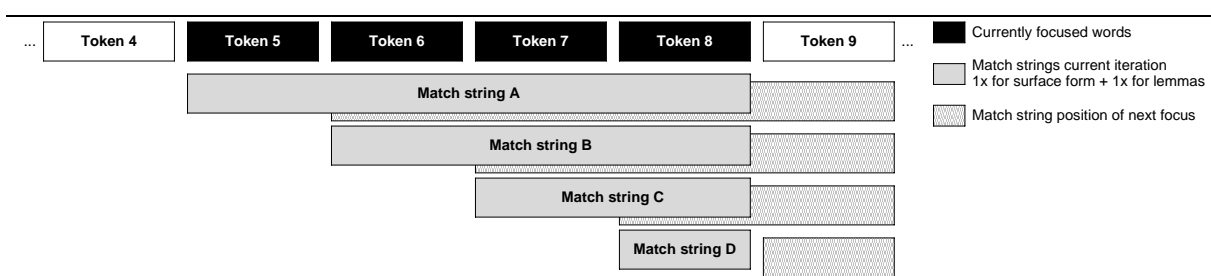 ... Token 4 Token 5 Token 6 Token 7 Token 8 Token 9 ...
Currently focused words
Match strings current iteration
1x for surface form + 1x for lemmas
Match string position of next focus
Match string A
Match string B
Match string C
Match string D